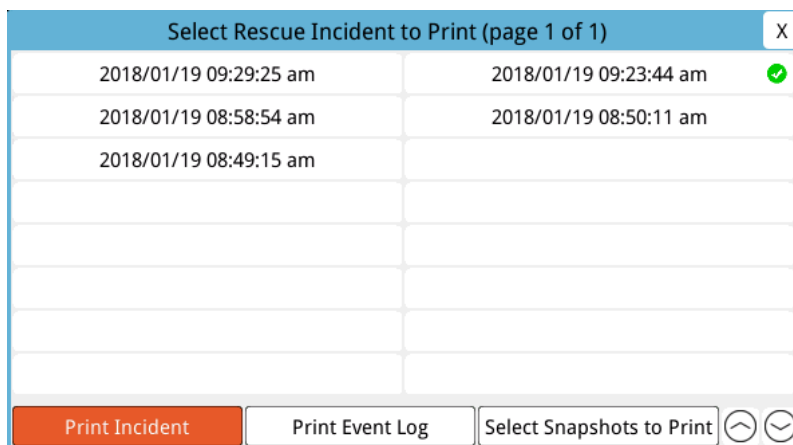 Select Rescue Incident to Print (page 1 of 1) X
2018/01/19 09:29:25 am 2018/01/19 09:23:44 am
2018/01/19 08:58:54 am 2018/01/19 08:50:11 am
2018/01/19 08:49:15 am
Print Incident Print Event Log Select Snapshots to Print